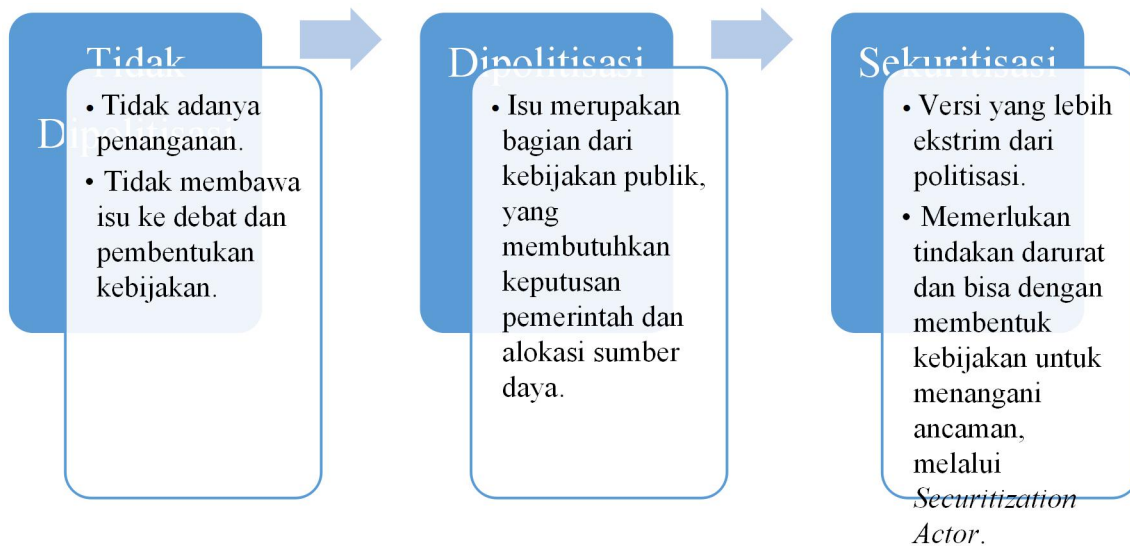 Tidak
Dipolitisasi
• Tidak adanya
penanganan.
• Tidak membawa
isu ke debat dan
pembentukan
kebijakan.
Dipolitisasi
• Isu merupakan
bagian dari
kebijakan publik,
yang
membutuhkan
keputusan
pemerintah dan
alokasi sumber
daya.
Sekuritisasi
• Versi yang lebih
ekstrim dari
politisasi.
• Memerlukan
tindakan darurat
dan bisa dengan
membentuk
kebijakan untuk
menangani
ancaman,
melalui
Securitization
Actor.